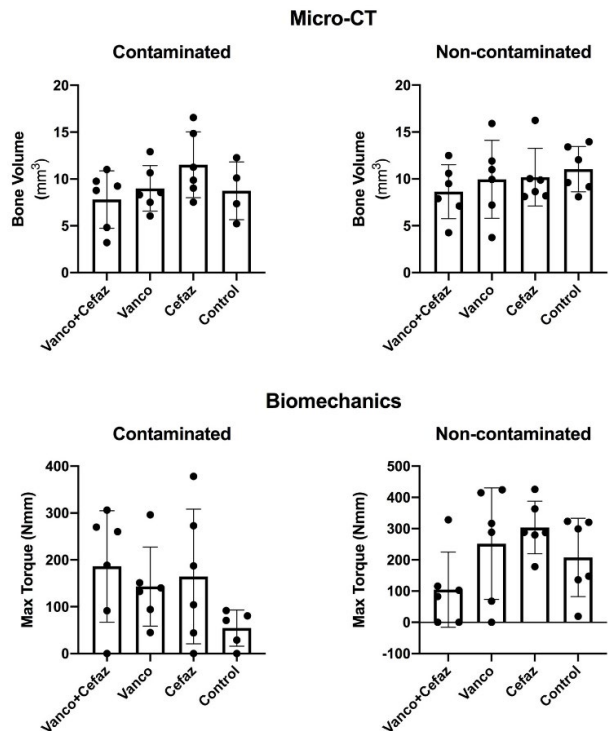 Micro-CT
Contaminated
Non-contaminated
Bone Volume
(mm³)
20
15
10
5
0
Vanco+Cefaz
Vanco
Cefaz
Control
Bone Volume
(mm³)
20
15
10
5
0
Vanco+Cefaz
Vanco
Cefaz
Control
Biomechanics
Contaminated
Non-contaminated
Max Torque (Nmm)
400
300
200
100
0
Vanco+Cefaz
Vanco
Cefaz
Control
Max Torque (Nmm)
500
400
300
200
100
0
-100
Vanco+Cefaz
Vanco
Cefaz
Control